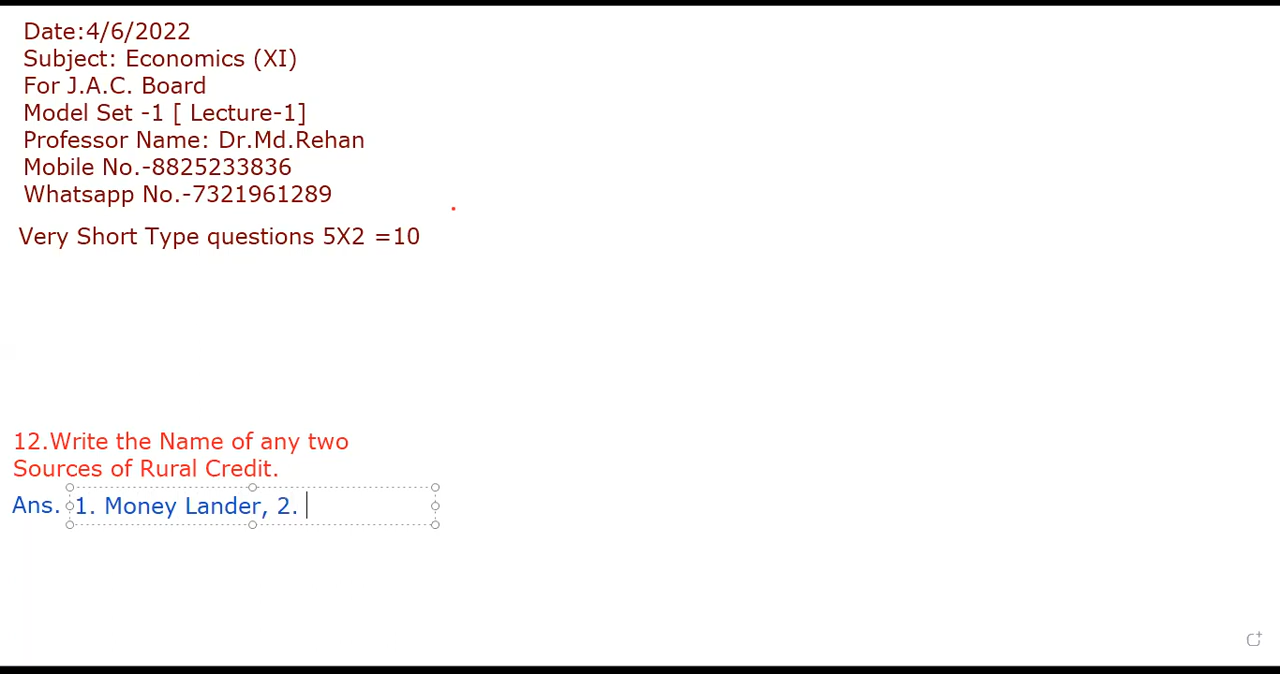 Date:4/6/2022
Subject: Economics (XI)
For J.A.C. Board
Model Set -1 [ Lecture-1]
Professor Name: Dr.Md.Rehan
Mobile No.-8825233836
Whatsapp No.-7321961289
Very Short Type questions 5X2 =10
12.Write the Name of any two
Sources of Rural Credit.
Ans. 1. Money Lander, 2.